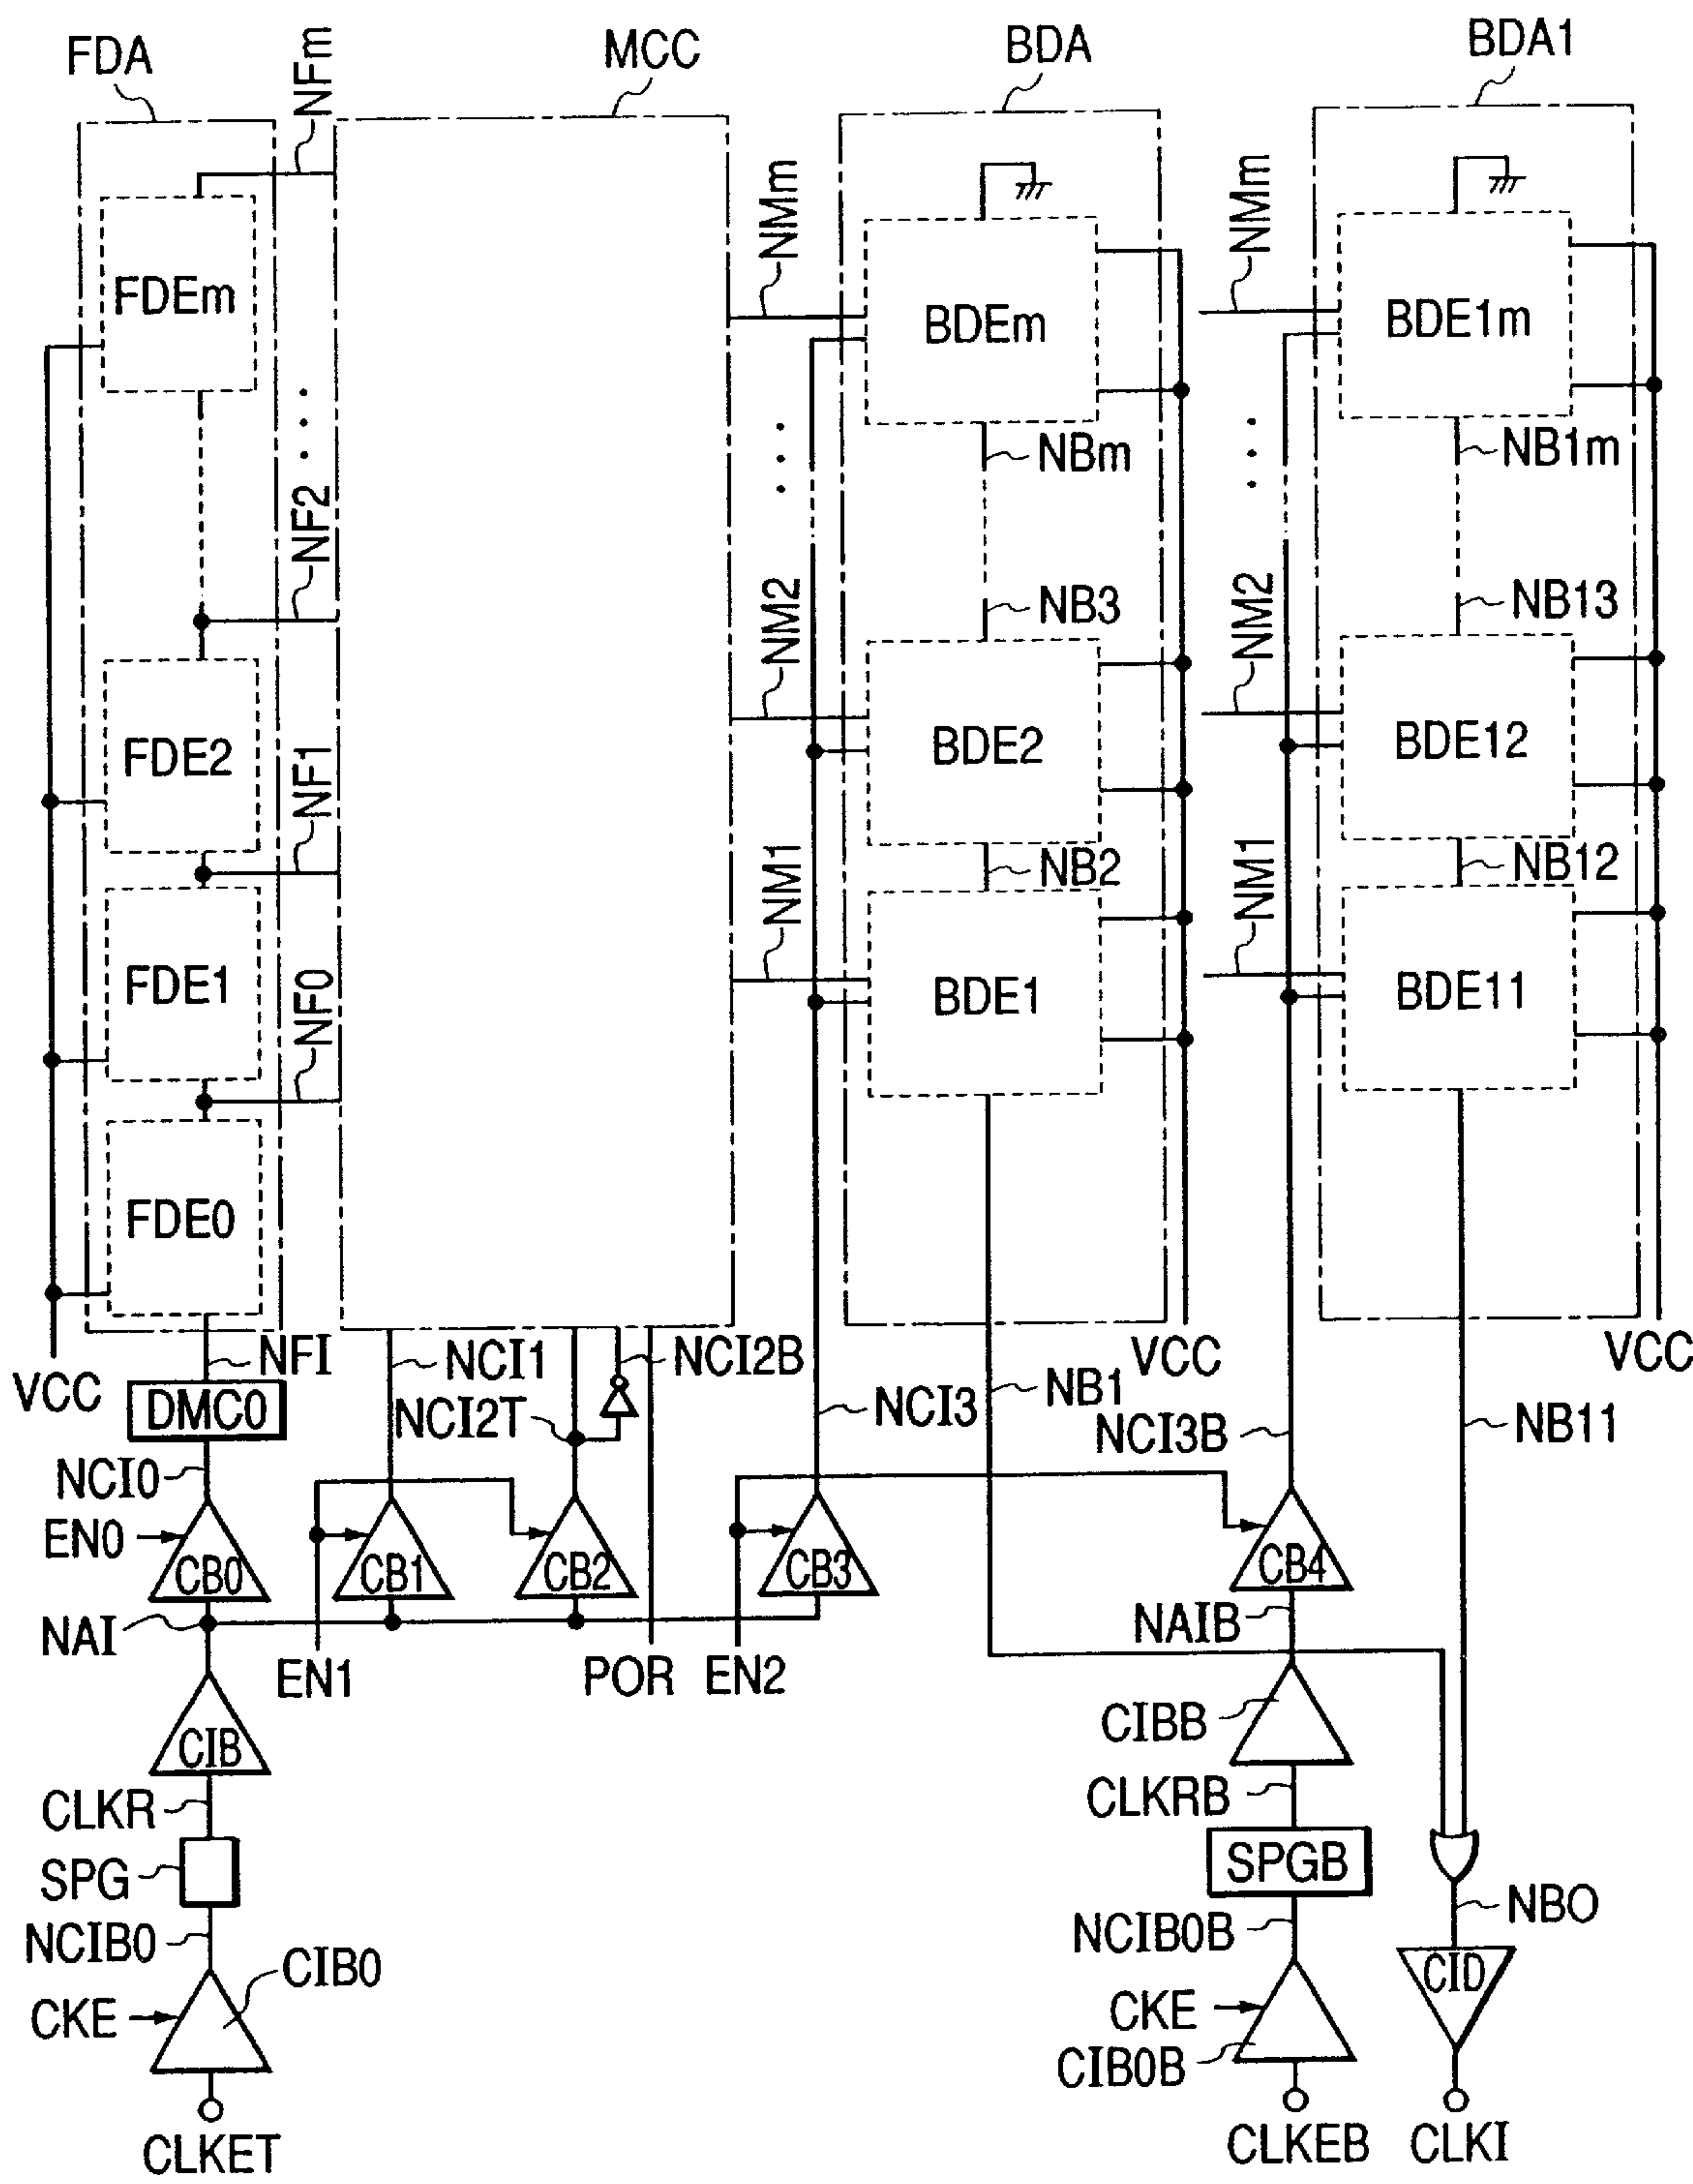 FDA
NFm
MCC
BDA
BDA1
FDEm
NMm
BDEm
NMm
BDE1m
NBm
NB1m
NF2
NM2
NB3
NM2
NB13
FDE2
NF1
BDE2
BDE12
NM1
NB2
NM1
NB12
FDE1
NF0
BDE1
BDE11
FDE0
VCC
NFI
NCI1
NCI2B
VCC
VCC
DMC0
NCI2T
NCI3
NB1
NCI3B
NB11
NCI0
EN0
CB0
CB1
CB2
CB3
CB4
NAI
EN1
POR
EN2
NAIB
CIB
CIBB
CLKR
CLKRB
SPG
SPGB
NCIB0
NCIB0B
NBO
CIB0
CID
CKE
CKE
CIB0B
CLKET
CLKEB
CLKI